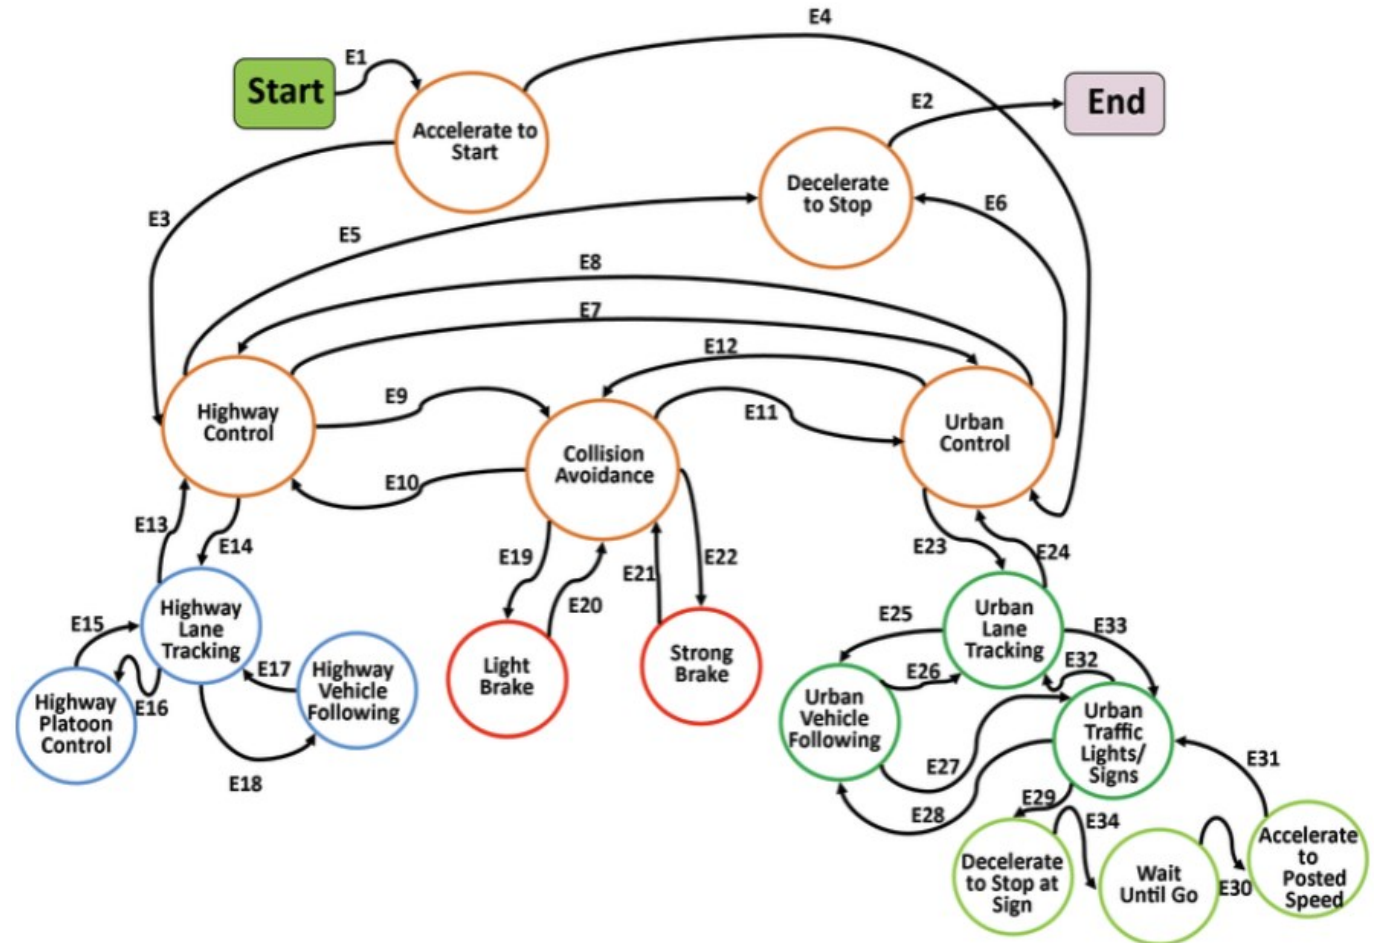 E4
E1
Start
E2
End
Accelerate to
Start
Decelerate
to Stop
E3
E6
E5
E8
E7
E12
E9
E11
Highway
Control
Urban
Control
Collision
Avoidance
E10
E13
E14
E19
E22
E23
E24
E21
E20
Highway
Lane
Tracking
Urban
Lane
Tracking
E15
E25
E33
E17
E26
E32
Highway
Vehicle
Following
Light
Brake
Strong
Brake
Highway
Platoon
Control
E16
Urban
Vehicle
Following
Urban
Traffic
Lights/
Signs
E18
E27
E31
E28
E29
E34
Decelerate
to Stop at
Sign
Wait
Until Go
E30
Accelerate
to
Posted
Speed